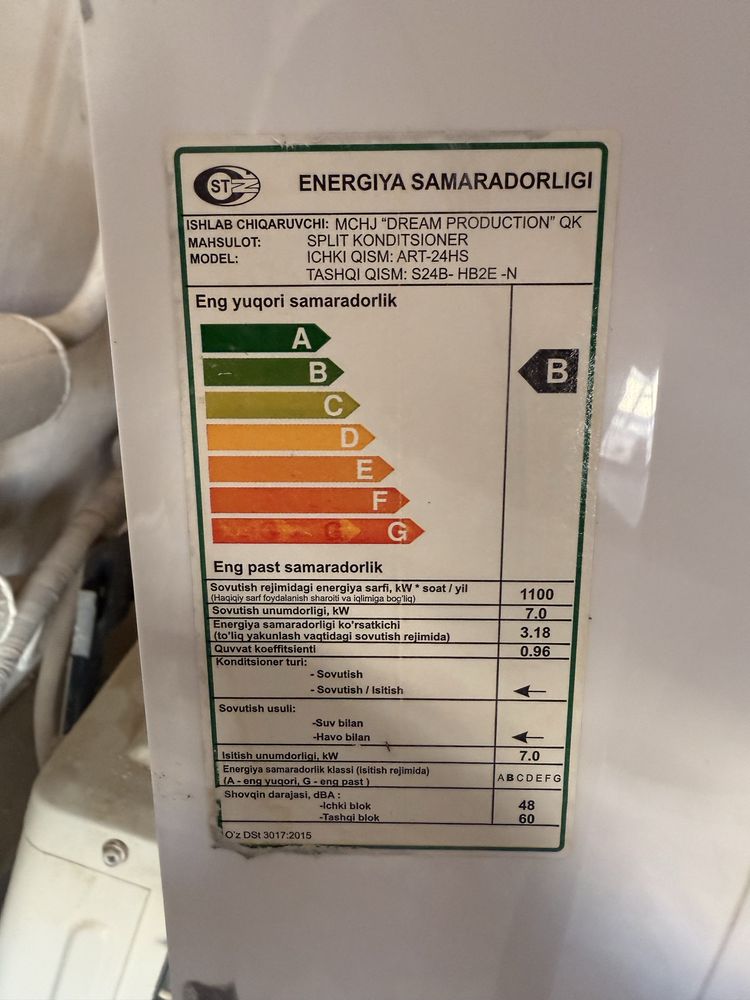 ST
ENERGIYA SAMARADORLIGI
ISHLAB CHIQARUVCHI: MCHJ “DREAM PRODUCTION” QK
MAHSULOT: SPLIT KONDITSIONER
MODEL: ICHKI QISM: ART-24HS
TASHQI QISM: S24B- HB2E -N
Eng yuqori samaradorlik
A
B
B
C
D
E
F
G
Eng past samaradorlik
Sovutish rejimidagi energiya sarfi, kW * soat / yil 1100
(Haqiqiy sarf foydalanish sharoiti va iqlimiga bog'liq)
Sovutish unumdorligi, kW 7.0
Energiya samaradorligi ko'rsatkichi
(to'liq yakunlash vaqtidagi sovutish rejimida) 3.18
Quvvat koeffitsienti 0.96
Konditsioner turi:
- Sovutish
- Sovutish / Isitish
Sovutish usuli:
-Suv bilan
-Havo bilan
Isitish unumdorligi, kW 7.0
Energiya samaradorlik klassi (isitish rejimida)
(A - eng yuqori, G - eng past ) A B C D E F G
Shovqin darajasi, dBA :
-Ichki blok 48
-Tashqi blok 60
O'z DSt 3017:2015